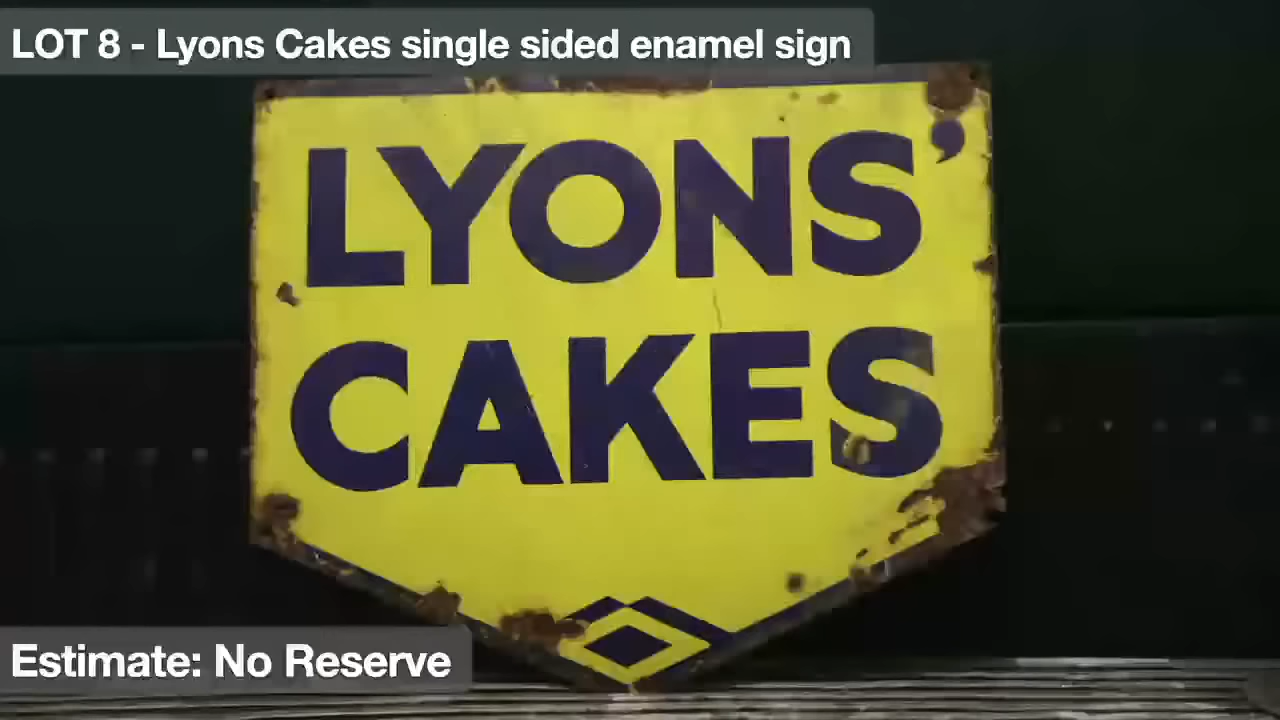 LOT 8 - Lyons Cakes single sided enamel sign
LYONS’
CAKES
Estimate: No Reserve